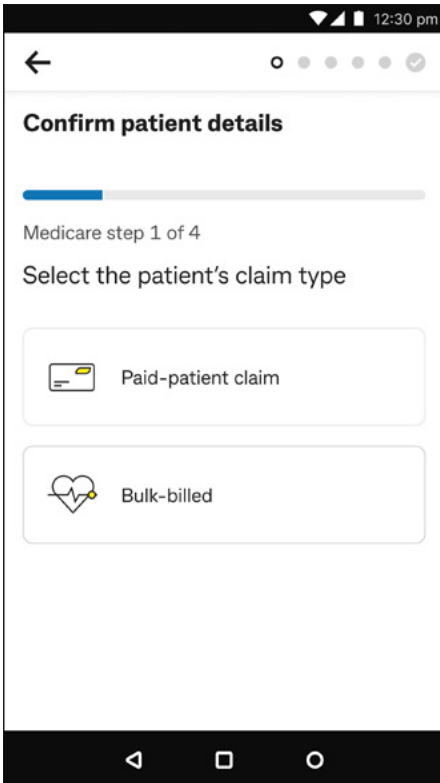 12:30 pm
Confirm patient details
Medicare step 1 of 4
Select the patient’s claim type
Paid-patient claim
Bulk-billed